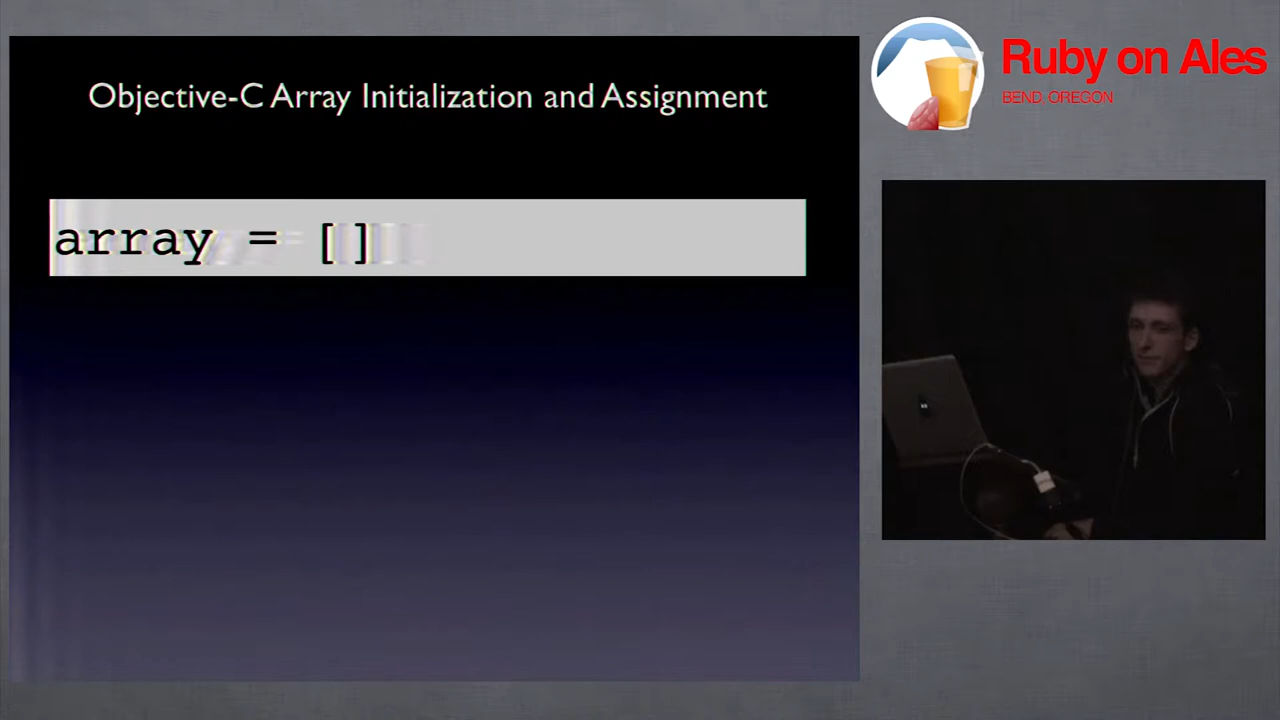 Objective-C Array Initialization and Assignment
array = []
Ruby on Ales
BEND, OREGON